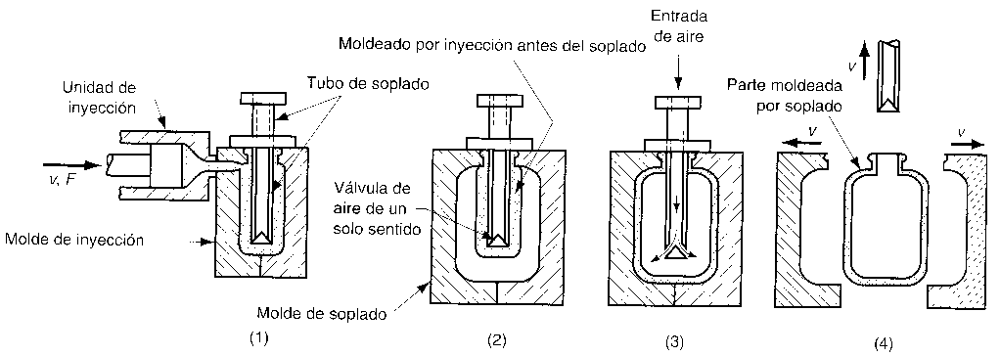 Entrada
de aire
Moldeado por inyección antes del soplado
Unidad de
inyección
Tubo de soplado
v
Parte moldeada
por soplado
v
v
v, F
Válvula de
aire de un
solo sentido
Molde de inyección
Molde de soplado
(1)
(2)
(3)
(4)